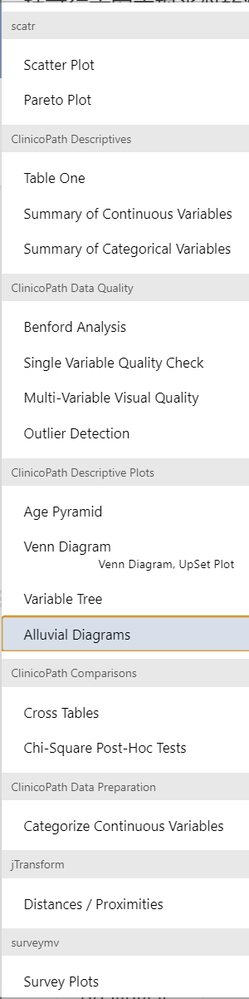 scatr
Scatter Plot
Pareto Plot
ClinicoPath Descriptives
Table One
Summary of Continuous Variables
Summary of Categorical Variables
ClinicoPath Data Quality
Benford Analysis
Single Variable Quality Check
Multi-Variable Visual Quality
Outlier Detection
ClinicoPath Descriptive Plots
Age Pyramid
Venn Diagram
Venn Diagram, UpSet Plot
Variable Tree
Alluvial Diagrams
ClinicoPath Comparisons
Cross Tables
Chi-Square Post-Hoc Tests
ClinicoPath Data Preparation
Categorize Continuous Variables
jTransform
Distances / Proximities
surveymv
Survey Plots